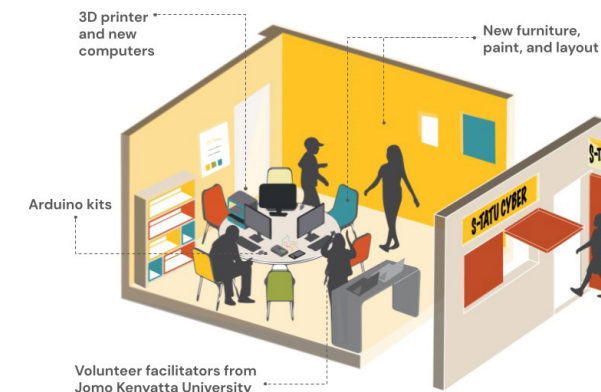 3D printer
and new
computers
New furniture,
paint, and layout
Arduino kits
S-TATU CYBER
Volunteer facilitators from
Jomo Kenyatta University